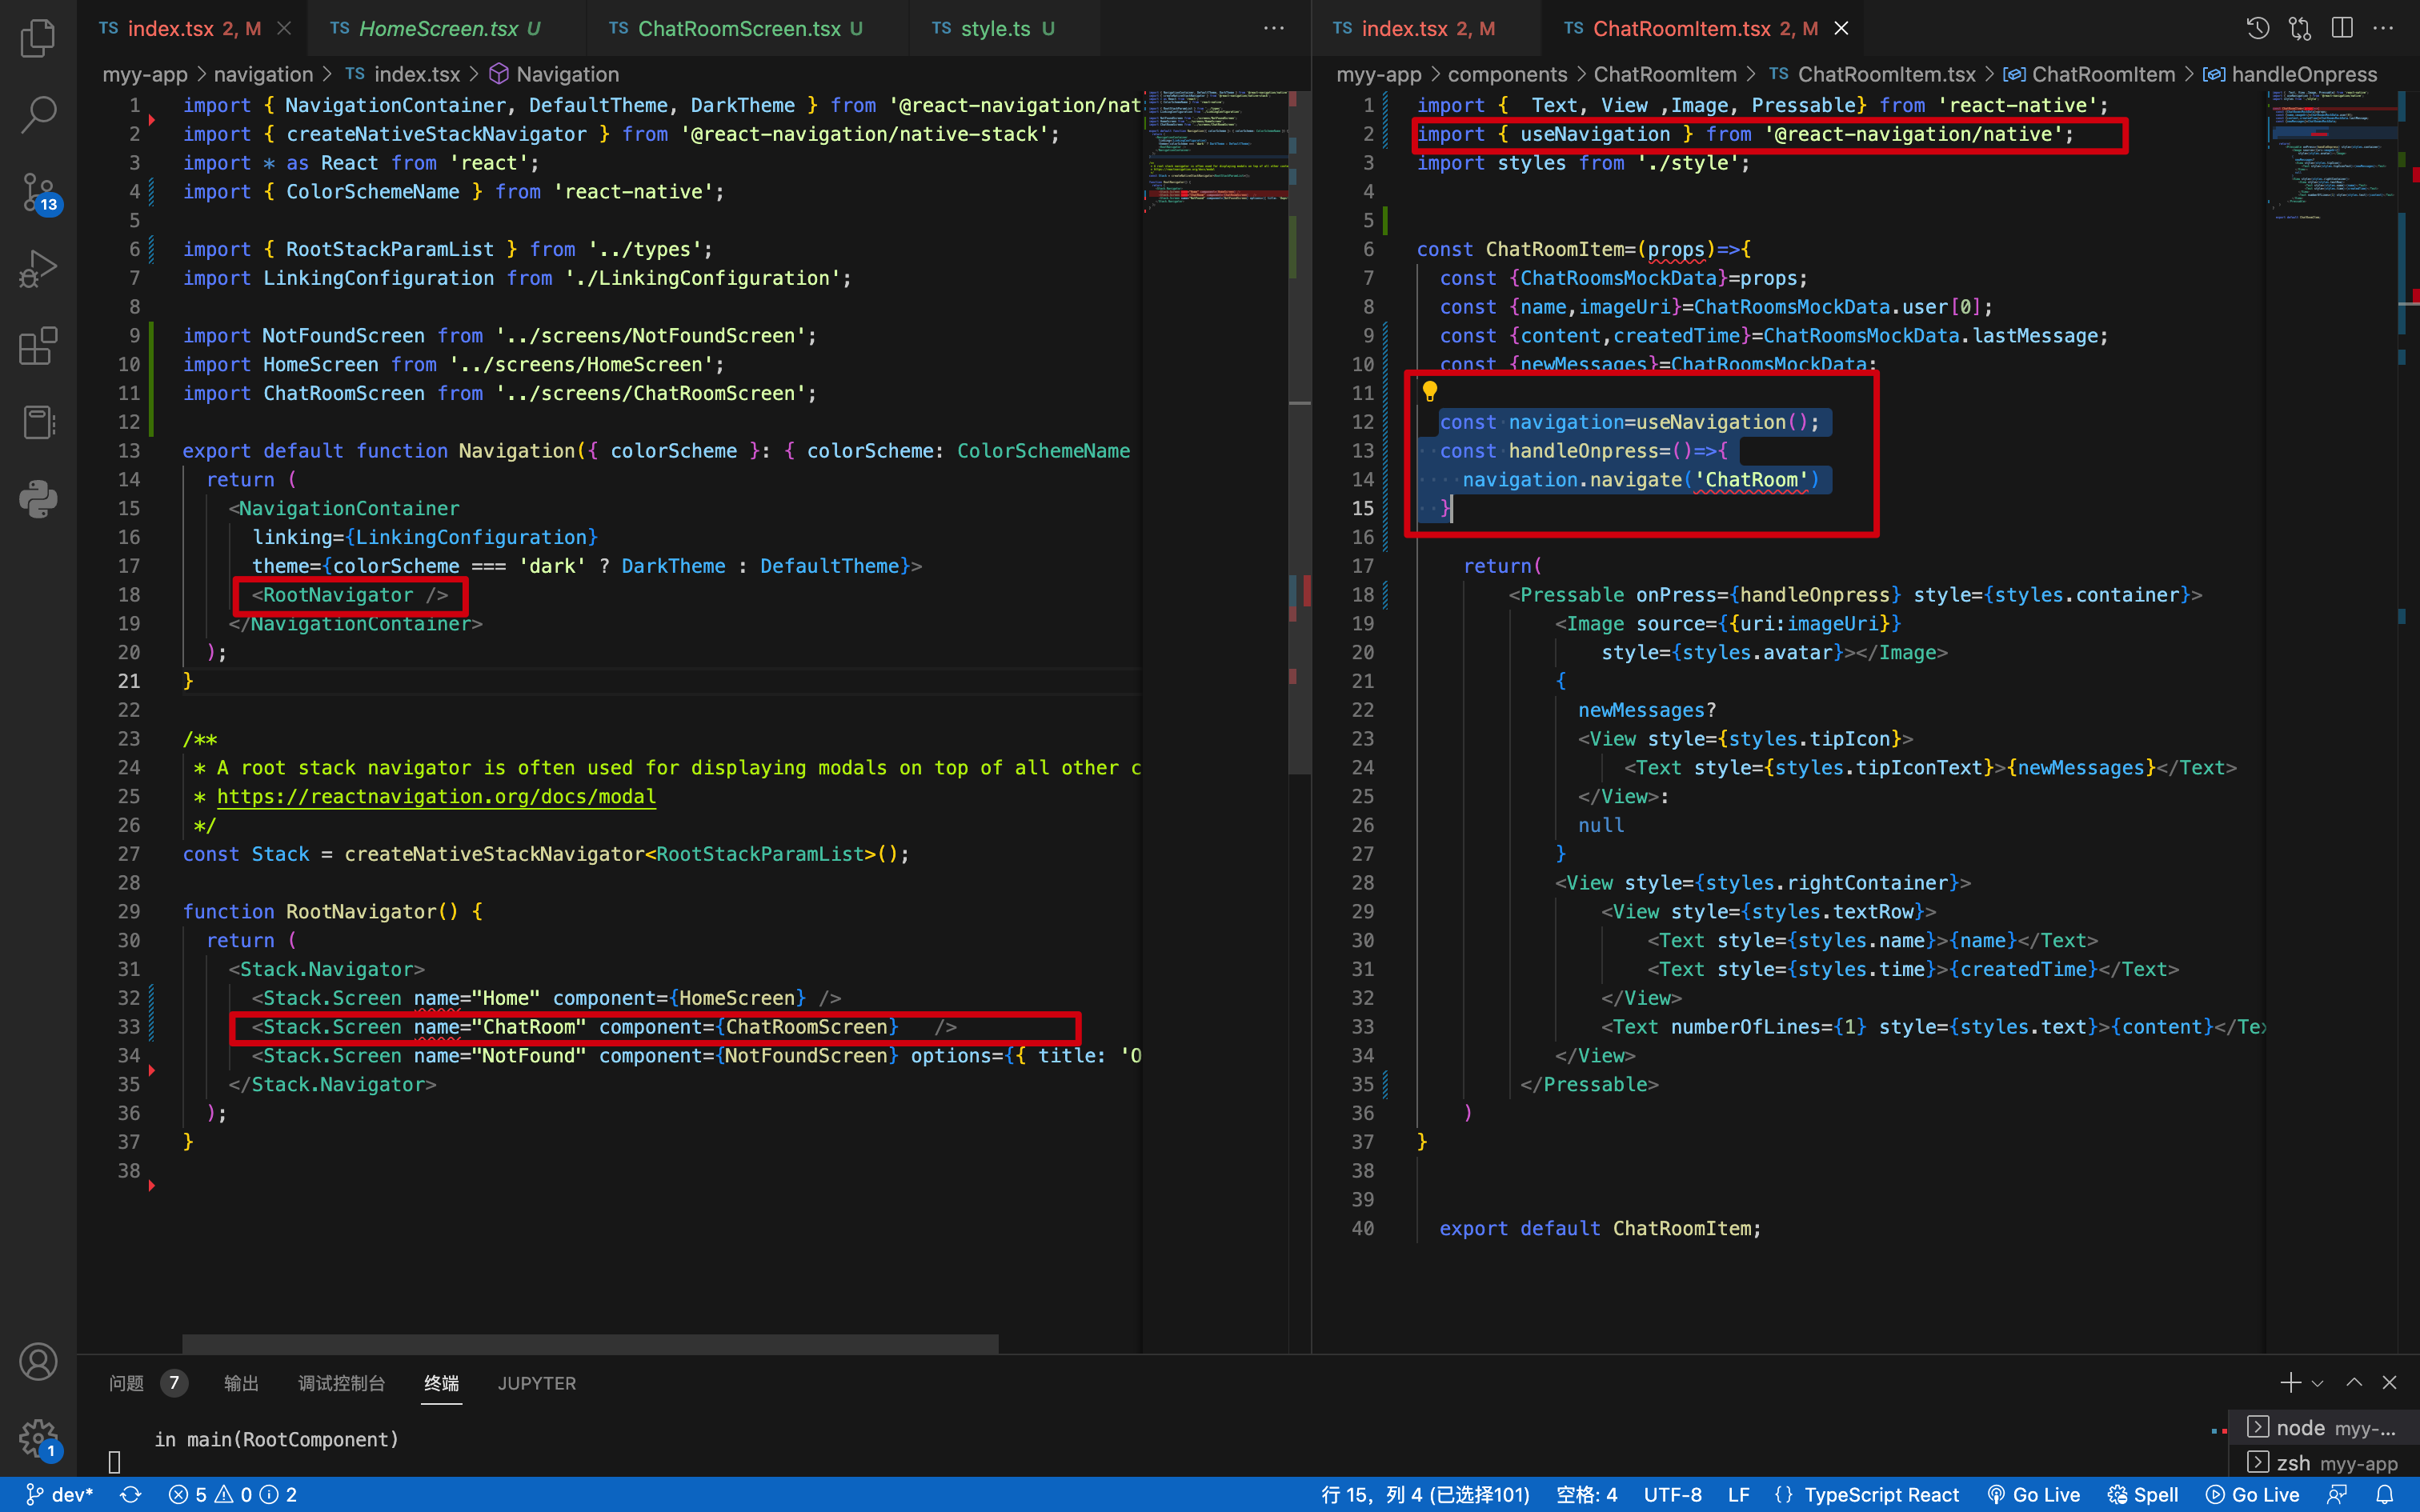 TS index.tsx 2, M
TS HomeScreen.tsx U
TS ChatRoomScreen.tsx U
TS style.ts U
myy-app > navigation > TS index.tsx > Navigation
1 import { NavigationContainer, DefaultTheme, DarkTheme } from '@react-navigation/nat
2 import { createNativeStackNavigator } from '@react-navigation/native-stack';
3 import * as React from 'react';
4 import { ColorSchemeName } from 'react-native';
5
6 import { RootStackParamList } from '../types';
7 import LinkingConfiguration from './LinkingConfiguration';
8
9 import NotFoundScreen from '../screens/NotFoundScreen';
10 import HomeScreen from '../screens/HomeScreen';
11 import ChatRoomScreen from '../screens/ChatRoomScreen';
12
13 export default function Navigation({ colorScheme }: { colorScheme: ColorSchemeName
14 return (
15 <NavigationContainer
16 linking={LinkingConfiguration}
17 theme={colorScheme === 'dark' ? DarkTheme : DefaultTheme}>
18 <RootNavigator />
19 </NavigationContainer>
20 );
21 }
22
23 /**
24 * A root stack navigator is often used for displaying modals on top of all other c
25 * https://reactnavigation.org/docs/modal
26 */
27 const Stack = createNativeStackNavigator<RootStackParamList>();
28
29 function RootNavigator() {
30 return (
31 <Stack.Navigator>
32 <Stack.Screen name="Home" component={HomeScreen} />
33 <Stack.Screen name="ChatRoom" component={ChatRoomScreen} />
34 <Stack.Screen name="NotFound" component={NotFoundScreen} options={{ title: 'O
35 </Stack.Navigator>
36 );
37 }
38
TS index.tsx 2, M
TS ChatRoomItem.tsx 2, M
myy-app > components > ChatRoomItem > TS ChatRoomItem.tsx > ChatRoomItem > handleOnpress
1 import {  Text, View ,Image, Pressable} from 'react-native';
2 import { useNavigation } from '@react-navigation/native';
3 import styles from './style';
4
5
6 const ChatRoomItem=(props)=>{
7 const {ChatRoomsMockData}=props;
8 const {name,imageUri}=ChatRoomsMockData.user[0];
9 const {content,createdTime}=ChatRoomsMockData.lastMessage;
10 const {newMessages}=ChatRoomsMockData;
11
12 const navigation=useNavigation();
13 const handleOnpress=()=>{
14 navigation.navigate('ChatRoom')
15 }
16
17 return(
18 <Pressable onPress={handleOnpress} style={styles.container}>
19 <Image source={{uri:imageUri}}
20 style={styles.avatar}></Image>
21 {
22 newMessages?
23 <View style={styles.tipIcon}>
24 <Text style={styles.tipIconText}>{newMessages}</Text>
25 </View>:
26 null
27 }
28 <View style={styles.rightContainer}>
29 <View style={styles.textRow}>
30 <Text style={styles.name}>{name}</Text>
31 <Text style={styles.time}>{createdTime}</Text>
32 </View>
33 <Text numberOfLines={1} style={styles.text}>{content}</Tex
34 </View>
35 </Pressable>
36 )
37 }
38
39
40 export default ChatRoomItem;
13
1
问题 7 输出 调试控制台 终端 JUPYTER
in main(RootComponent)
node myy-...
zsh myy-app
dev* 5 0 2
行 15, 列 4 (已选择101) 空格: 4 UTF-8 LF {} TypeScript React Go Live Spell Go Live